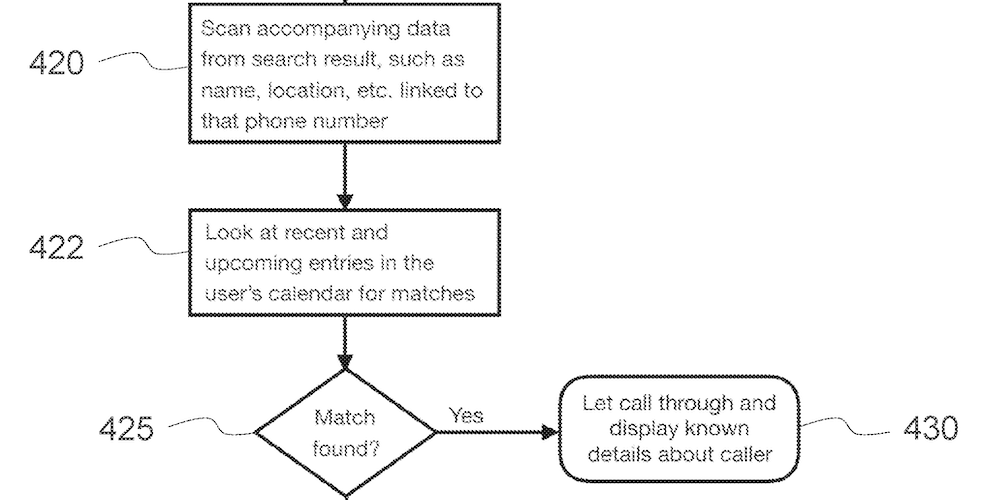 420
Scan accompanying data
from search result, such as
name, location, etc. linked to
that phone number
422
Look at recent and
upcoming entries in the
user's calendar for matches
425
Match
found?
Yes
Let call through and
display known
details about caller
430